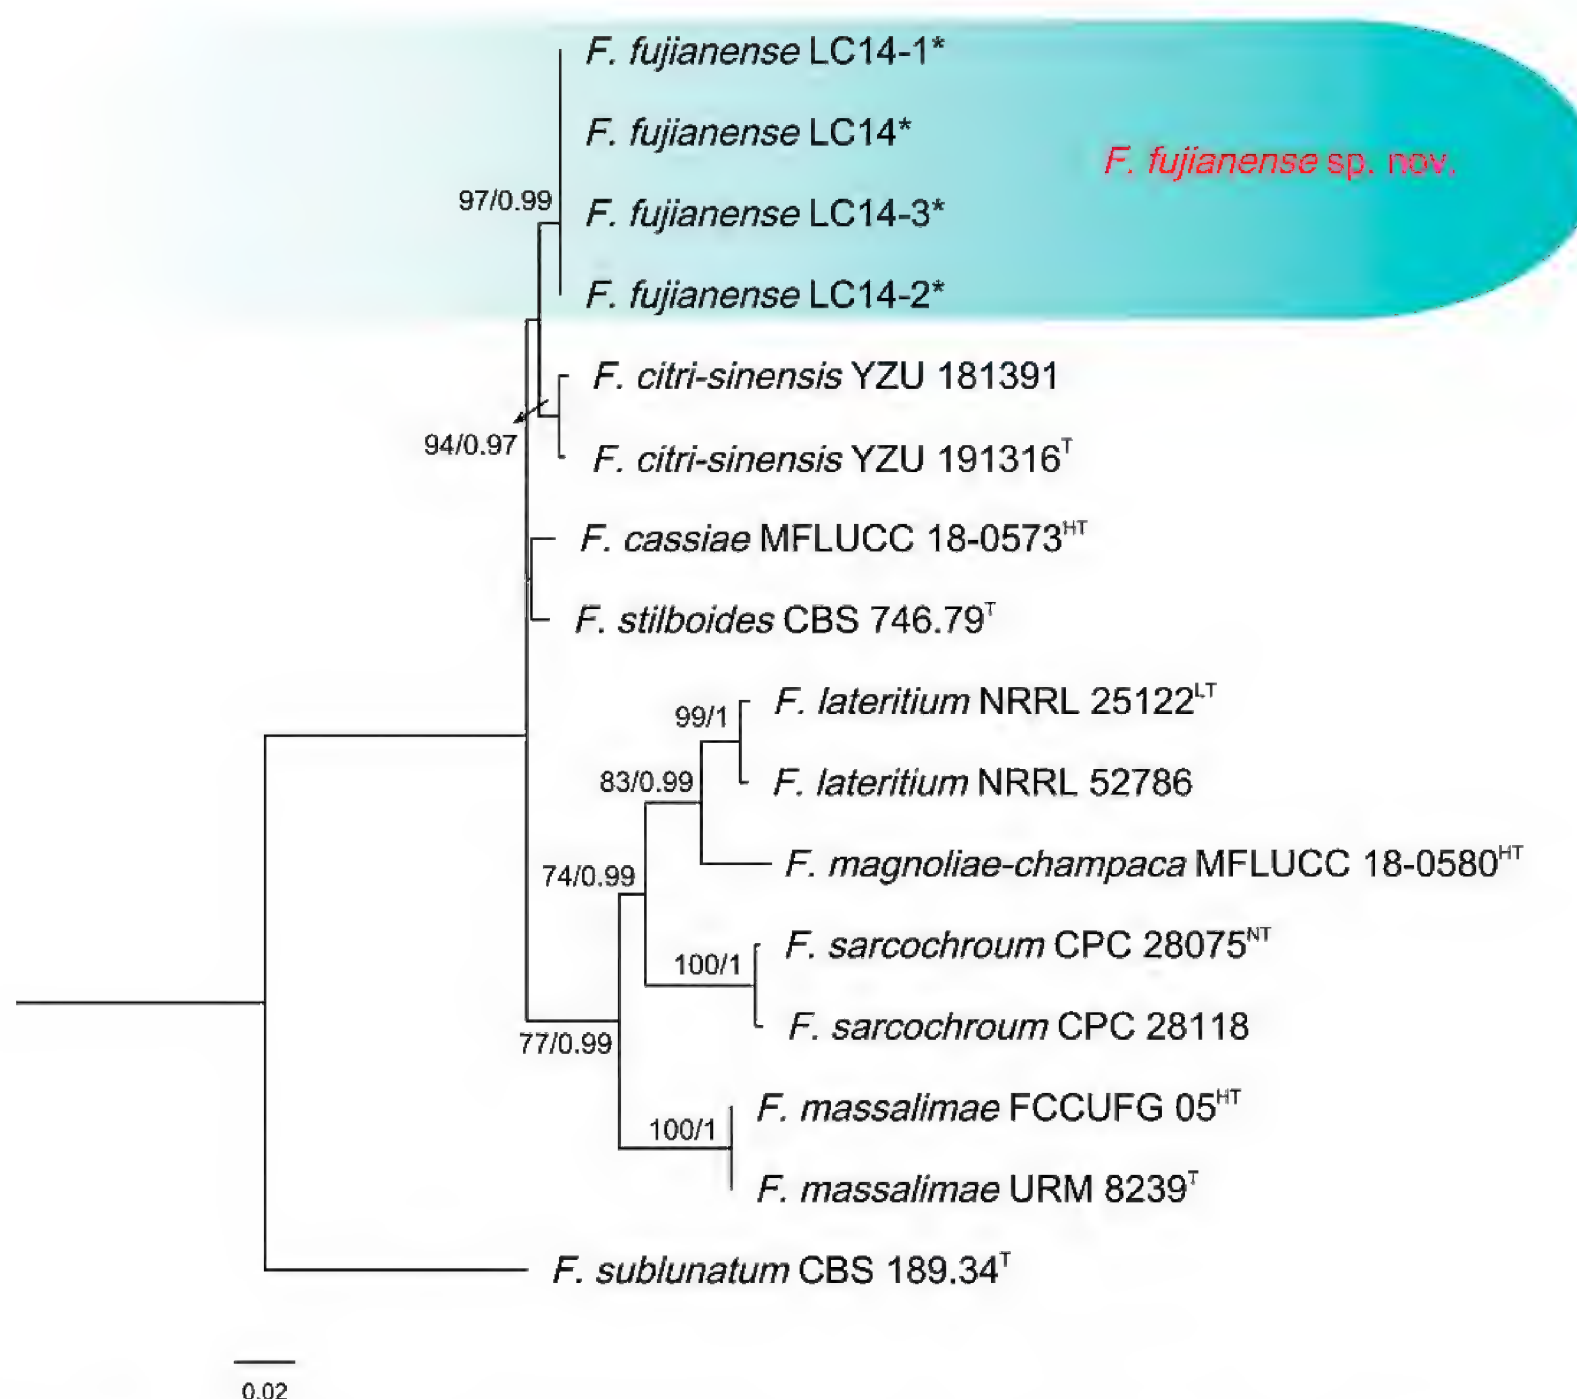 F. fujianense LC14-1*
F. fujianense LC14*
F. fujianense sp. nov.
97/0.99
F. fujianense LC14-3*
F. fujianense LC14-2*
F. citri-sinensis YZU 181391
94/0.97
F. citri-sinensis YZU 191316T
F. cassiae MFLUCC 18-0573HT
F. stilboides CBS 746.79T
F. lateritium NRRL 25122LT
99/1
F. lateritium NRRL 52786
83/0.99
F. magnoliae-champaca MFLUCC 18-0580HT
74/0.99
F. sarcochroum CPC 28075NT
100/1
F. sarcochroum CPC 28118
77/0.99
F. massalimae FCCUFG 05HT
100/1
F. massalimae URM 8239T
F. sublunatum CBS 189.34T
0.02